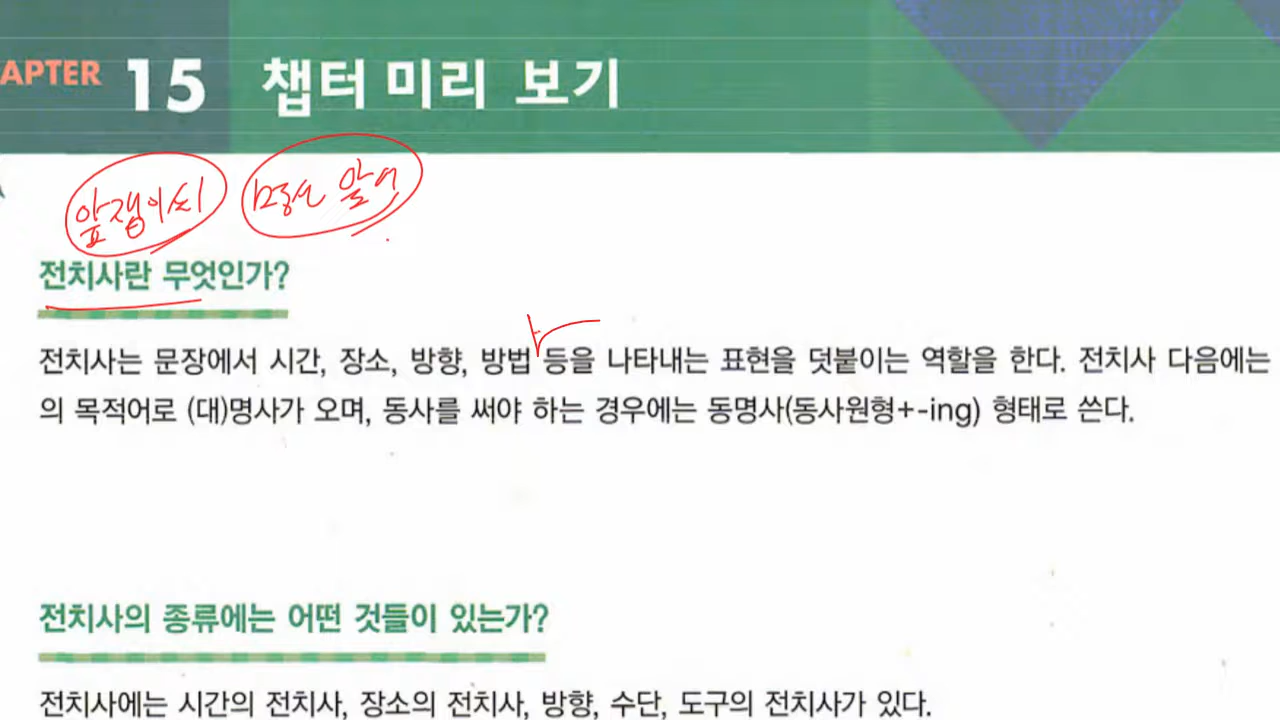 APTER 15 챕터 미리 보기
앞잽이씨
전치사란 무엇인가?
전치사는 문장에서 시간, 장소, 방향, 방법 등을 나타내는 표현을 덧붙이는 역할을 한다. 전치사 다음에는
의 목적어로 (대)명사가 오며, 동사를 써야 하는 경우에는 동명사(동사원형+-ing) 형태로 쓴다.
전치사의 종류에는 어떤 것들이 있는가?
전치사에는 시간의 전치사, 장소의 전치사, 방향, 수단, 도구의 전치사가 있다.